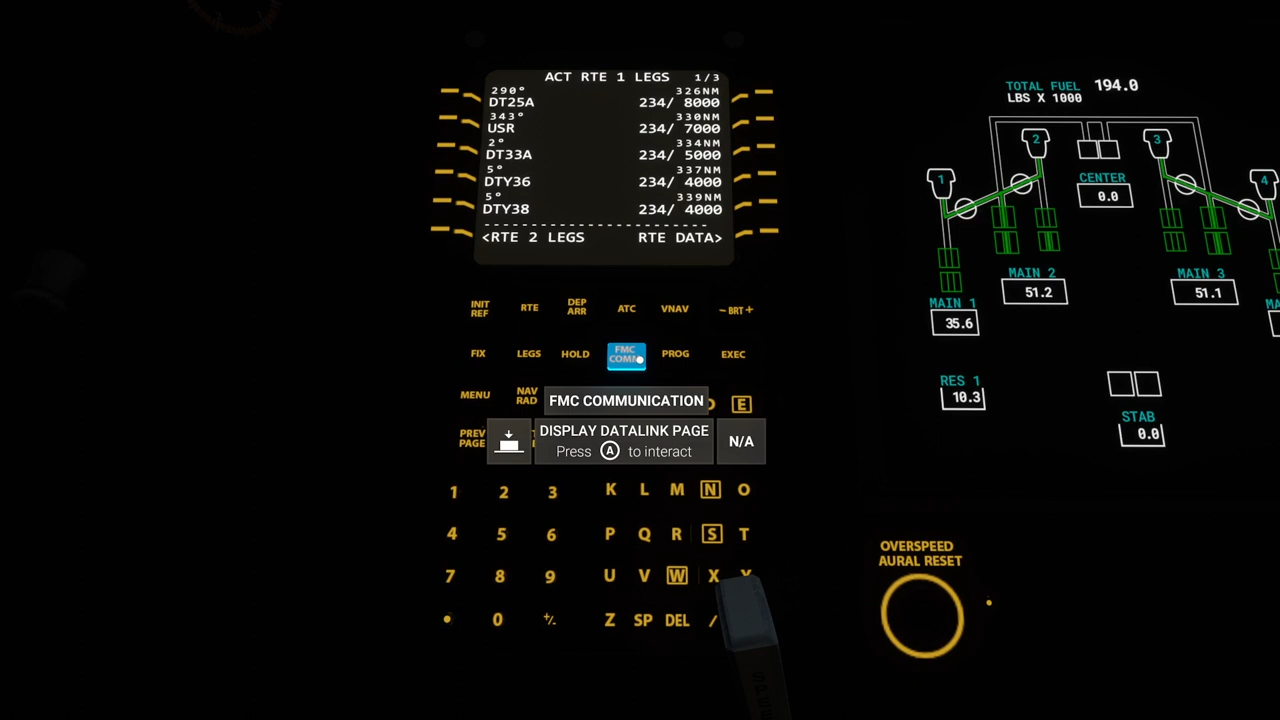 ACT RTE 1 LEGS 1/3
290° 326NM
DT25A 234/ 8000
343° 330NM
USR 234/ 7000
2° 334NM
DT33A 234/ 5000
5° 337NM
DTY36 234/ 4000
5° 339NM
DTY38 234/ 4000
<RTE 2 LEGS RTE DATA>
INIT REF RTE DEP ARR ATC VNAV - BRT +
FIX LEGS HOLD FMC COMM PROG EXEC
MENU NAV RAD
FMC COMMUNICATION
E
PREV PAGE
DISPLAY DATALINK PAGE
Press A to interact
N/A
1 2 3 K L M N O
4 5 6 P Q R S T
7 8 9 U V W X Y
. 0 +/- Z SP DEL /
TOTAL FUEL 194.0
LBS X 1000
1 2 3 4
CENTER
0.0
MAIN 2
51.2
MAIN 3
51.1
MAIN 1
35.6
MA
RES 1
10.3
STAB
0.0
OVERSPEED
AURAL RESET